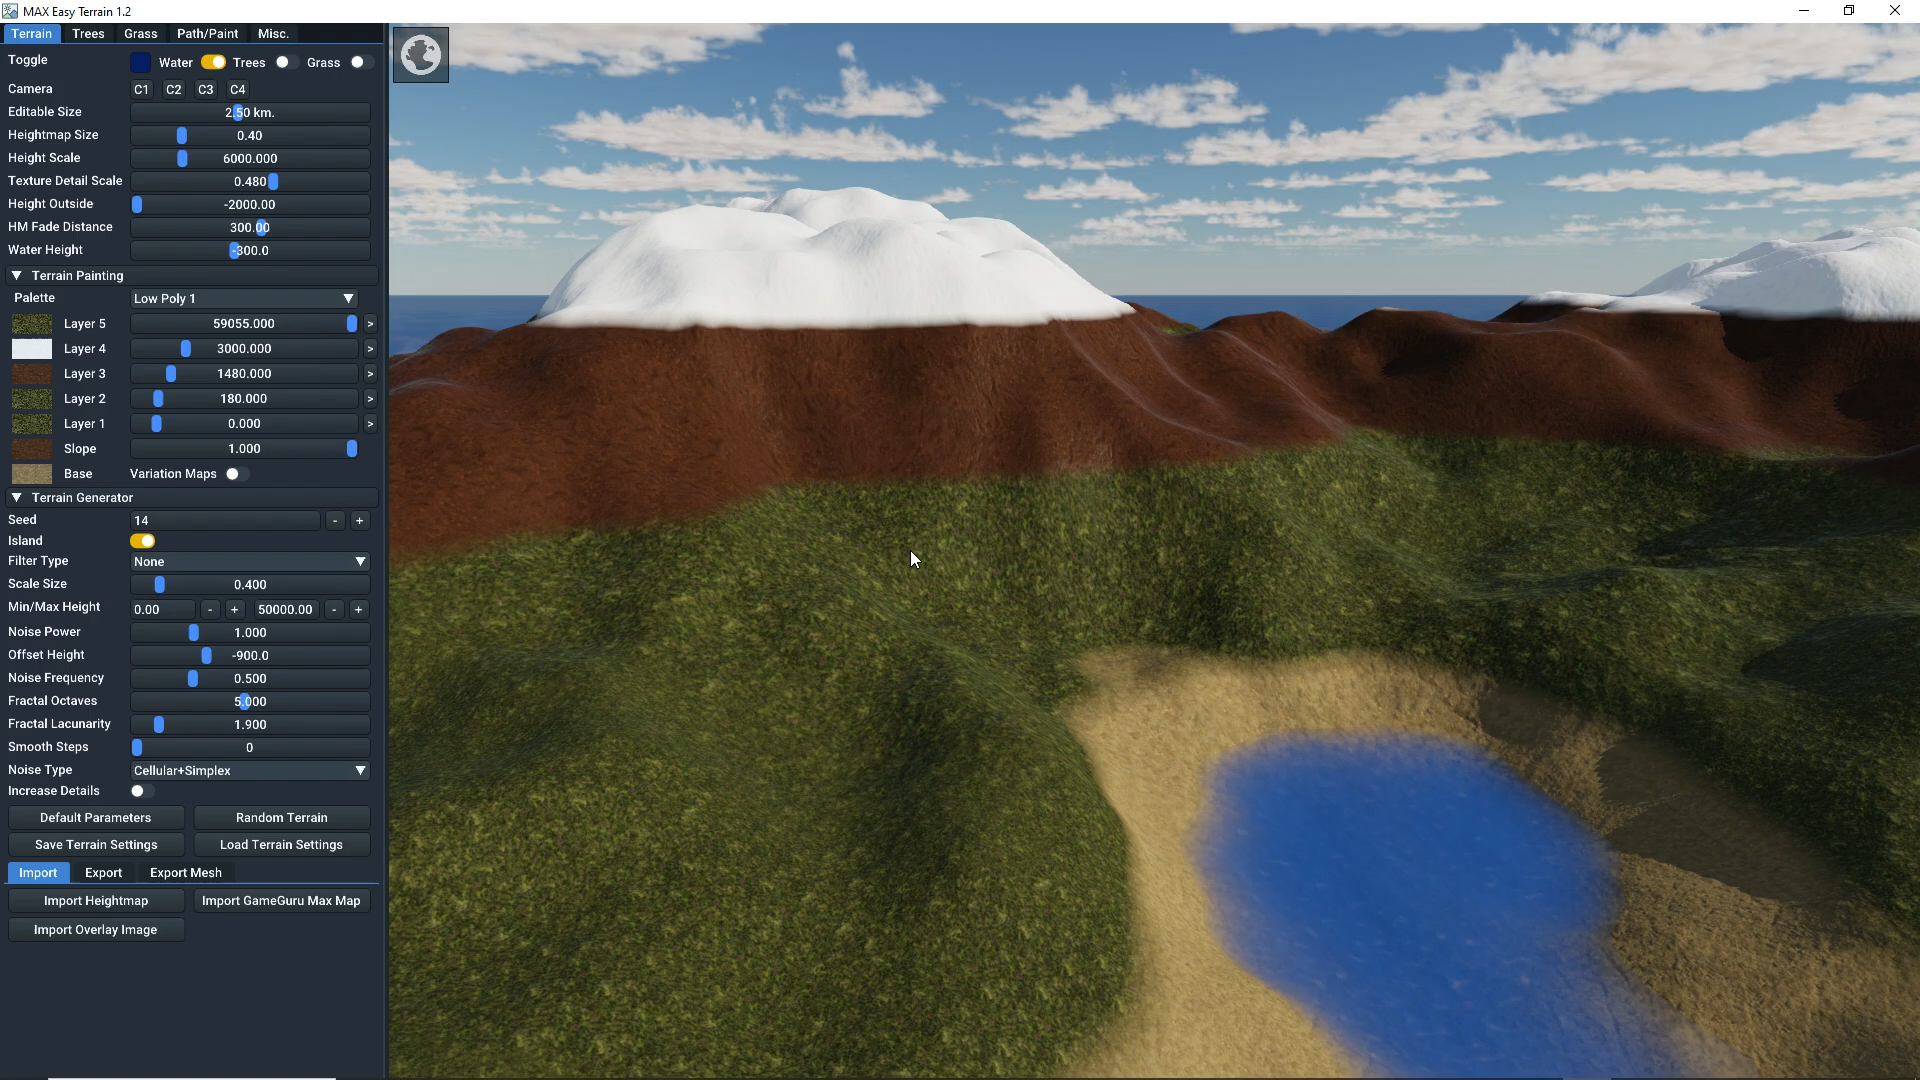 MAX Easy Terrain 1.2
Terrain Trees Grass Path/Paint Misc.
Toggle Water Trees Grass
Camera C1 C2 C3 C4
Editable Size 2.50 km.
Heightmap Size 0.40
Height Scale 6000.000
Texture Detail Scale 0.480
Height Outside -2000.00
HM Fade Distance 300.00
Water Height -300.0
Terrain Painting
Palette Low Poly 1
Layer 5 59055.000 >
Layer 4 3000.000 >
Layer 3 1480.000 >
Layer 2 180.000 >
Layer 1 0.000 >
Slope 1.000
Base Variation Maps
Terrain Generator
Seed 14 - +
Island
Filter Type None
Scale Size 0.400
Min/Max Height 0.00 - + 50000.00 - +
Noise Power 1.000
Offset Height -900.0
Noise Frequency 0.500
Fractal Octaves 5.000
Fractal Lacunarity 1.900
Smooth Steps 0
Noise Type Cellular+Simplex
Increase Details
Default Parameters Random Terrain
Save Terrain Settings Load Terrain Settings
Import Export Export Mesh
Import Heightmap Import GameGuru Max Map
Import Overlay Image